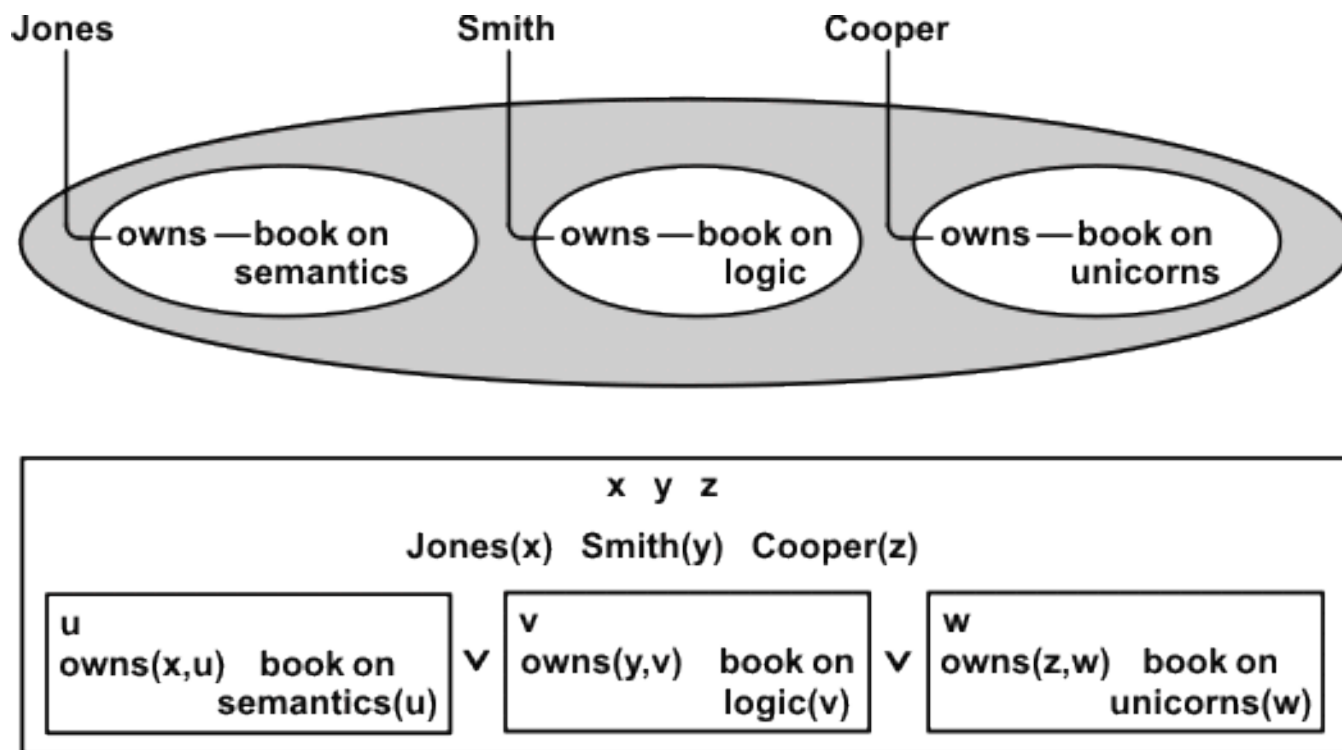 Jones Smith Cooper
owns book on owns book on owns book on
semantics logic unicorns
x y z
Jones(x) Smith(y) Cooper(z)
u v w
owns(x,u) book on ∨ owns(y,v) book on ∨ owns(z,w) book on
semantics(u) logic(v) unicorns(w)